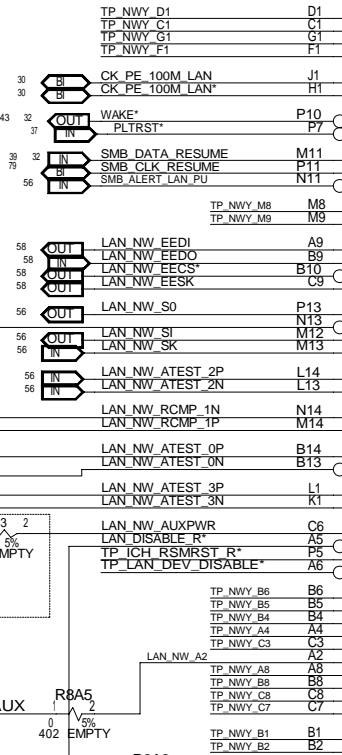 TP_NWY_D1 D1
TP_NWY_C1 C1
TP_NWY_G1 G1
TP_NWY_F1 F1
30 BI CK_PE_100M_LAN J1
30 BI CK_PE_100M_LAN* H1
43 32 OUT WAKE* P10
37 IN PLTRST* P7
39 32 IN SMB_DATA_RESUME M11
79 BI SMB_CLK_RESUME P11
56 IN SMB_ALERT_LAN_PU N11
TP_NWY_M8 M8
TP_NWY_M9 M9
58 OUT LAN_NW_EEDI A9
58 IN LAN_NW_EEDO B9
58 OUT LAN_NW_EECS* B10
58 OUT LAN_NW_EESK C9
56 OUT LAN_NW_S0 P13
N13
56 OUT LAN_NW_SI M12
56 IN LAN_NW_SK M13
56 IN LAN_NW_ATEST_2P L14
56 IN LAN_NW_ATEST_2N L13
LAN_NW_RCMP_1N N14
LAN_NW_RCMP_1P M14
LAN_NW_ATEST_0P B14
LAN_NW_ATEST_0N B13
LAN_NW_ATEST_3P L1
LAN_NW_ATEST_3N K1
3 2 LAN_NW_AUXPWR C6
5% LAN_DISABLE_R* A5
EMPTY TP_ICH_RSMRST_R* P5
TP_LAN_DEV_DISABLE* A6
TP_NWY_B6 B6
TP_NWY_B5 B5
TP_NWY_B4 B4
TP_NWY_A4 A4
TP_NWY_C3 C3
LAN_NW_A2 A2
TP_NWY_A8 A8
TP_NWY_B8 B8
TP_NWY_C8 C8
TP_NWY_C7 C7
R8A5
AUX 1 2
0 5%
402 EMPTY
TP_NWY_B1 B1
TP_NWY_B2 B2